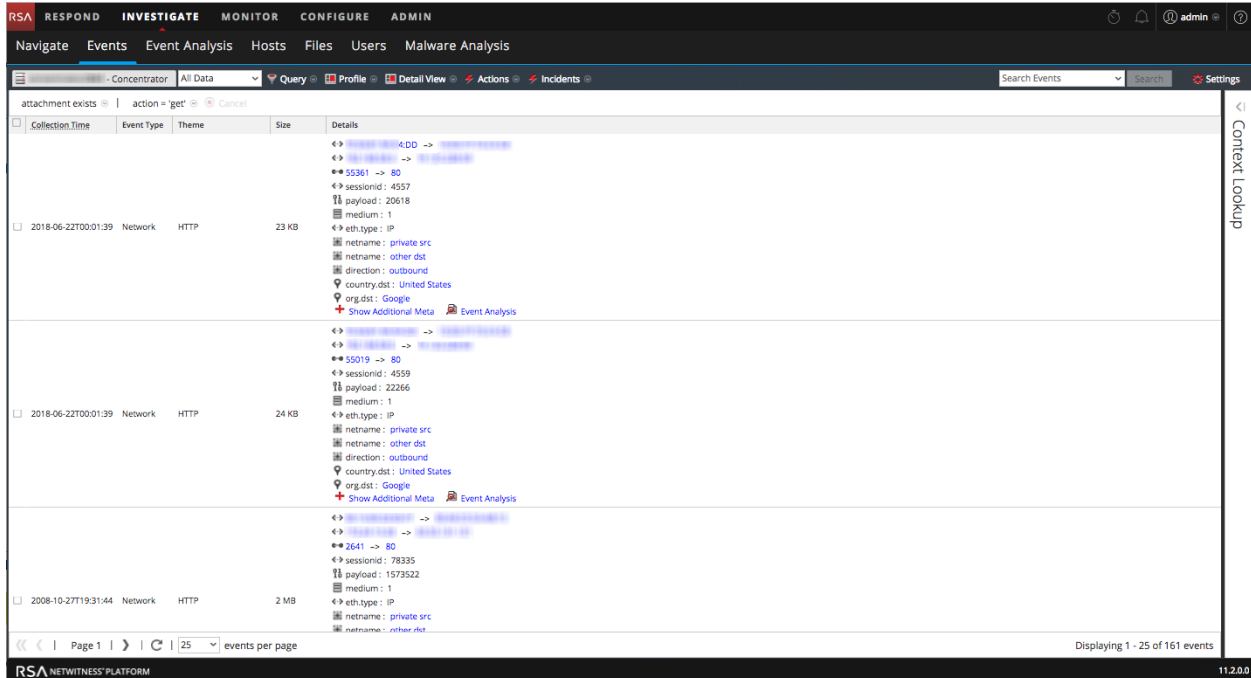 RSA RESPOND INVESTIGATE MONITOR CONFIGURE ADMIN admin
Navigate Events Event Analysis Hosts Files Users Malware Analysis
- Concentrator All Data Query Profile Detail View Actions Incidents Search Events Search Settings
attachment exists | action = 'get' Cancel
Context Lookup
Collection Time Event Type Theme Size Details
4:DD ->
->
55361 -> 80
sessionid : 4557
payload : 20618
medium : 1
2018-06-22T00:01:39 Network HTTP 23 KB eth.type : IP
netname : private src
netname : other dst
direction : outbound
country.dst : United States
org.dst : Google
Show Additional Meta Event Analysis
->
->
55019 -> 80
sessionid : 4559
payload : 22266
medium : 1
2018-06-22T00:01:39 Network HTTP 24 KB eth.type : IP
netname : private src
netname : other dst
direction : outbound
country.dst : United States
org.dst : Google
Show Additional Meta Event Analysis
->
->
2641 -> 80
sessionid : 78335
payload : 1573522
medium : 1
2008-10-27T19:31:44 Network HTTP 2 MB eth.type : IP
netname : private src
netname : other dst
| Page 1 | | 25 events per page Displaying 1 - 25 of 161 events
RSA NETWITNESS® PLATFORM 11.2.0.0